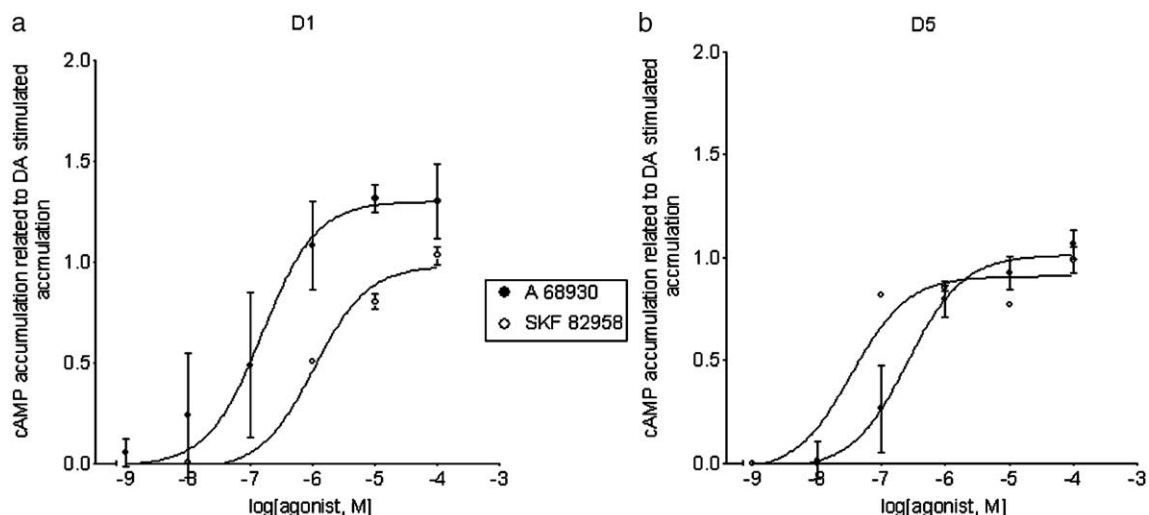 a
D1
2.0
1.5
1.0
0.5
0.0
cAMP accumulation related to DA stimulated
accmulation
-9 -8 -7 -6 -5 -4 -3
log[agonist, M]
A 68930
SKF 82958
b
D5
2.0
1.5
1.0
0.5
0.0
cAMP accumulation related to DA stimulated
accumulation
-9 -8 -7 -6 -5 -4 -3
log[agonist, M]